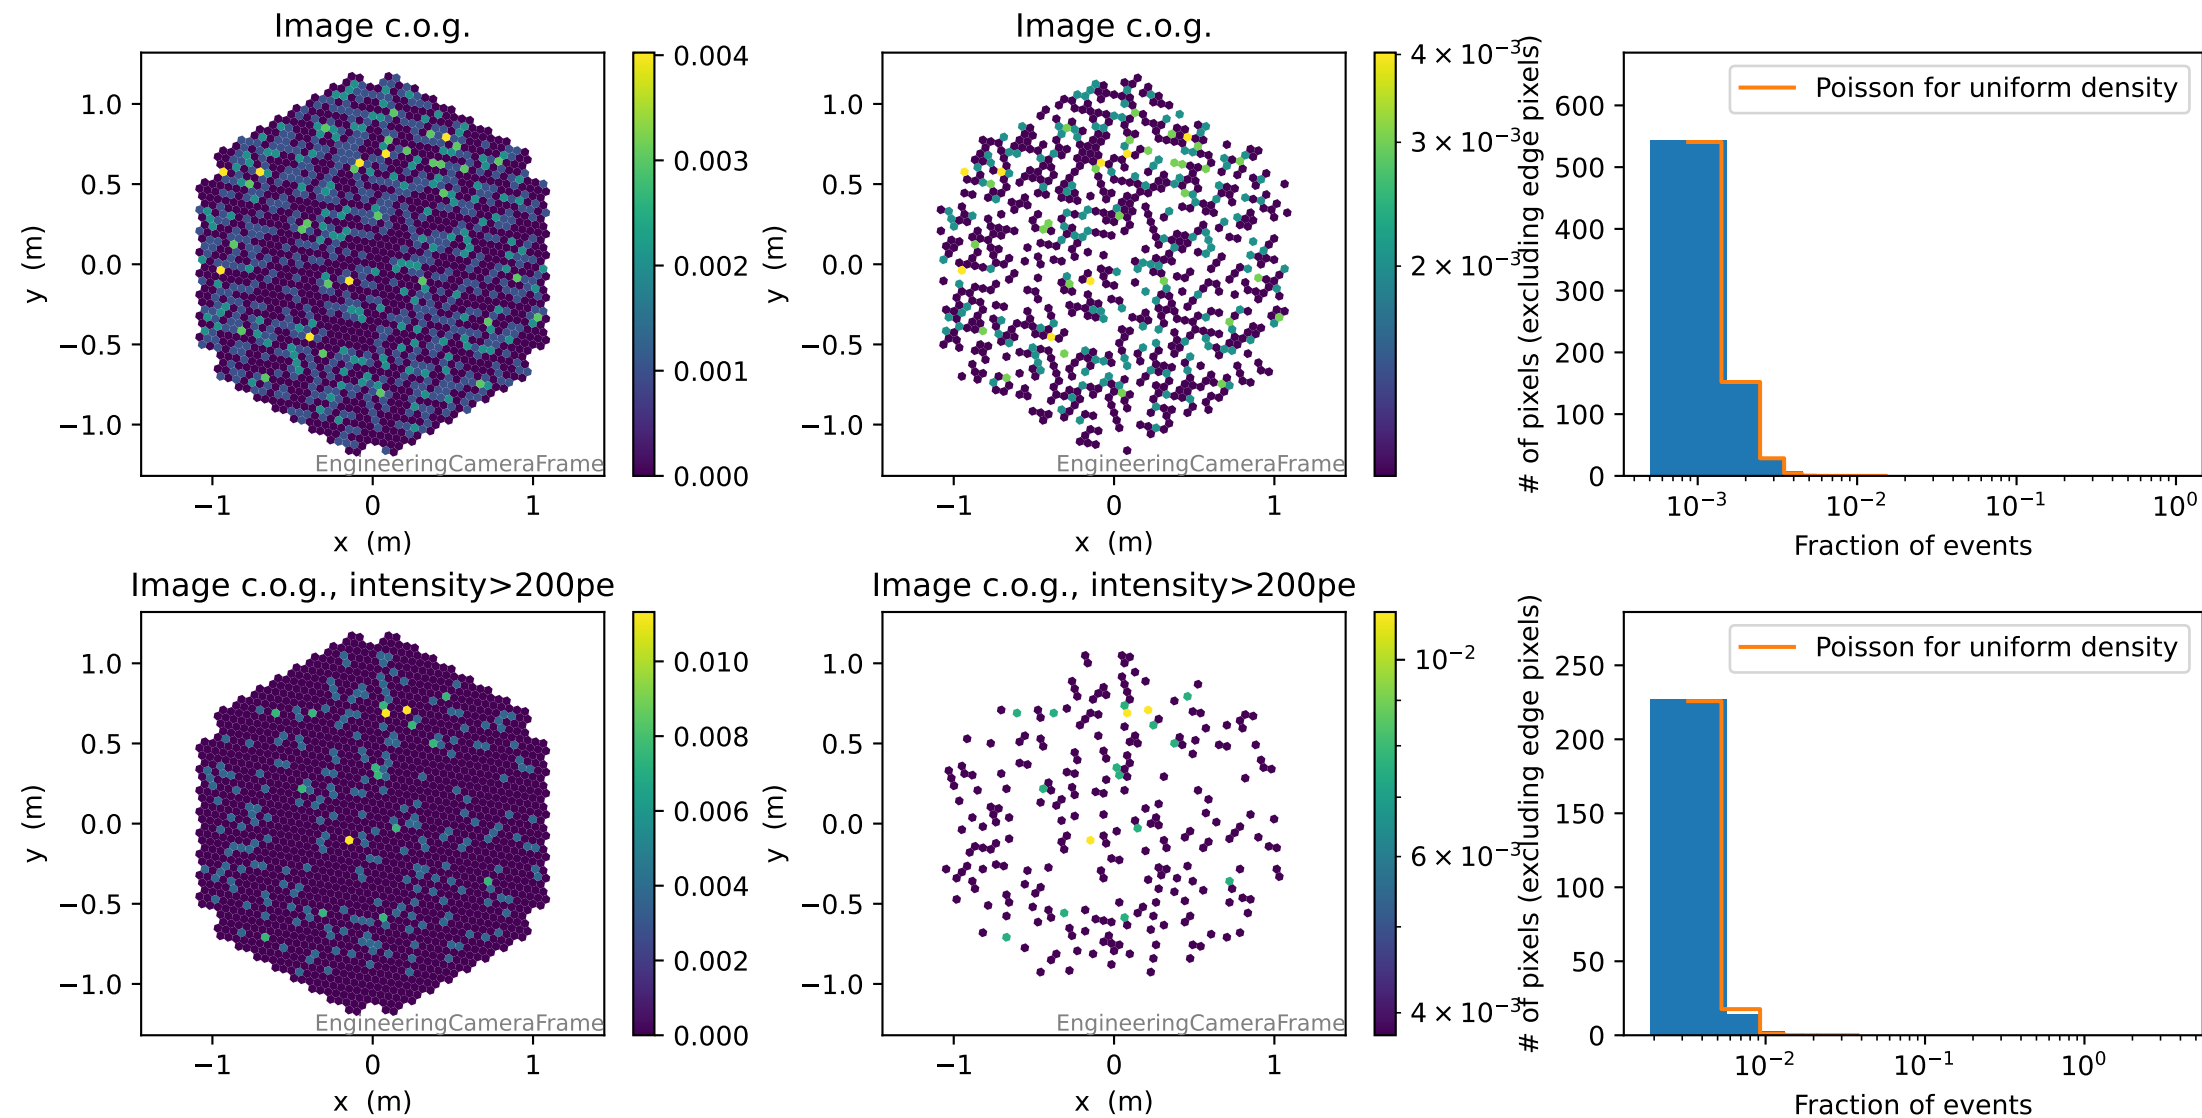 Image c.o.g.
1.0
0.5
0.0
−0.5
−1.0
y (m)
−1
0
1
x (m)
EngineeringCameraFrame
0.004
0.003
0.002
0.001
0.000
Image c.o.g.
1.0
0.5
0.0
−0.5
−1.0
y (m)
−1
0
1
x (m)
EngineeringCameraFrame
4 × 10⁻³
3 × 10⁻³
2 × 10⁻³
# of pixels (excluding edge pixels)
600
500
400
300
200
100
0
Poisson for uniform density
10⁻³
10⁻²
10⁻¹
10⁰
Fraction of events
Image c.o.g., intensity>200pe
1.0
0.5
0.0
−0.5
−1.0
y (m)
−1
0
1
x (m)
EngineeringCameraFrame
0.010
0.008
0.006
0.004
0.002
0.000
Image c.o.g., intensity>200pe
1.0
0.5
0.0
−0.5
−1.0
y (m)
−1
0
1
x (m)
EngineeringCameraFrame
10⁻²
6 × 10⁻³
4 × 10⁻³
# of pixels (excluding edge pixels)
250
200
150
100
50
0
Poisson for uniform density
10⁻²
10⁻¹
10⁰
Fraction of events